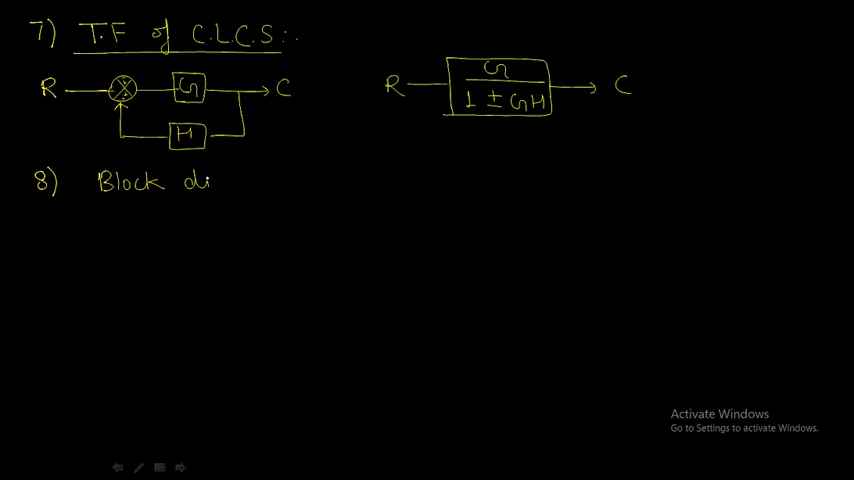 7) T.F of C.L.C.S :.
R G C
H
R G / 1 ± GH C
8) Block di
Activate Windows
Go to Settings to activate Windows.